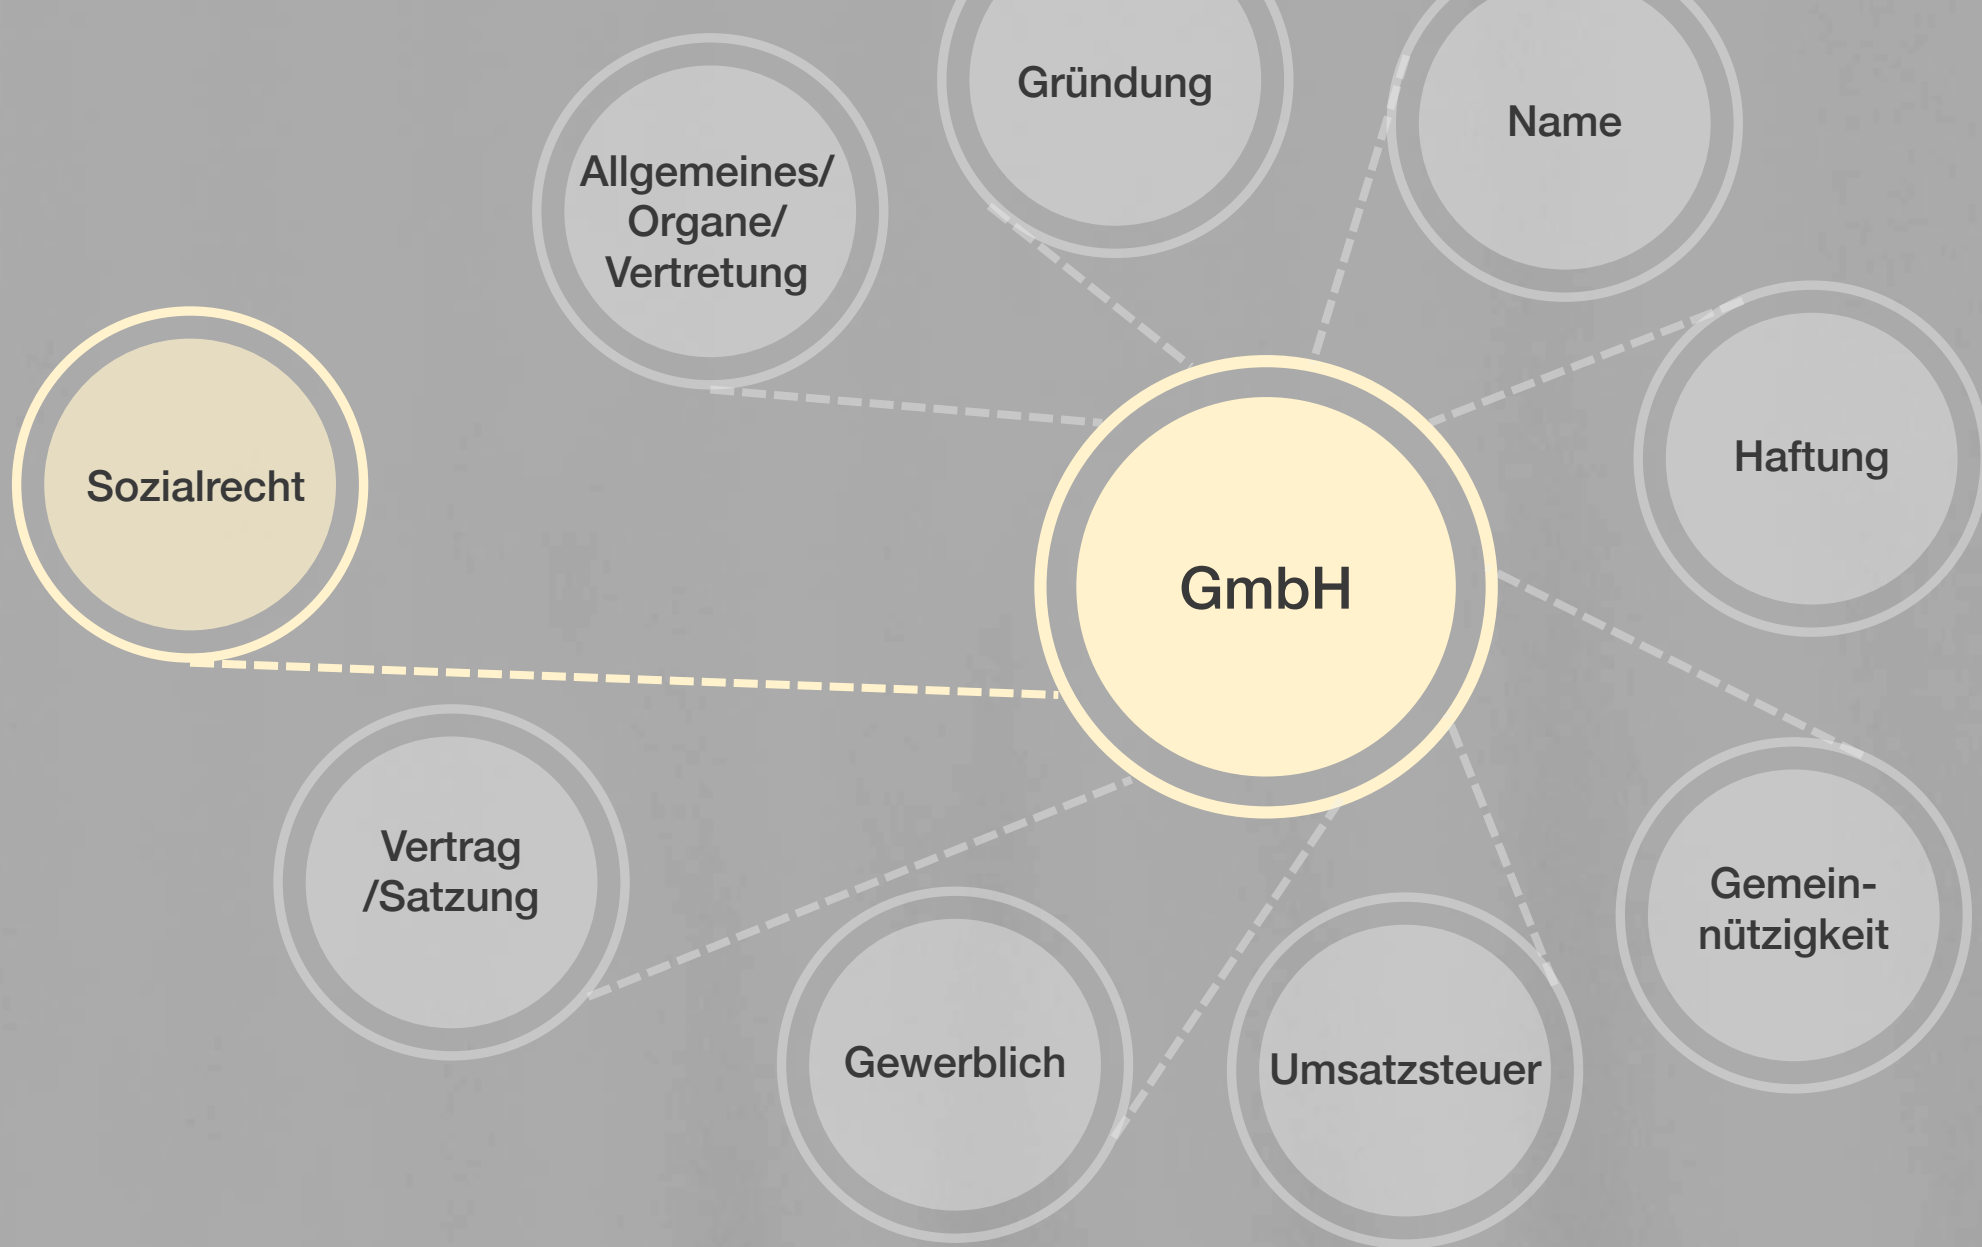 Gründung
Name
Allgemeines/
Organe/
Vertretung
Haftung
Sozialrecht
GmbH
Vertrag
/Satzung
Gemein-
nützigkeit
Gewerblich
Umsatzsteuer